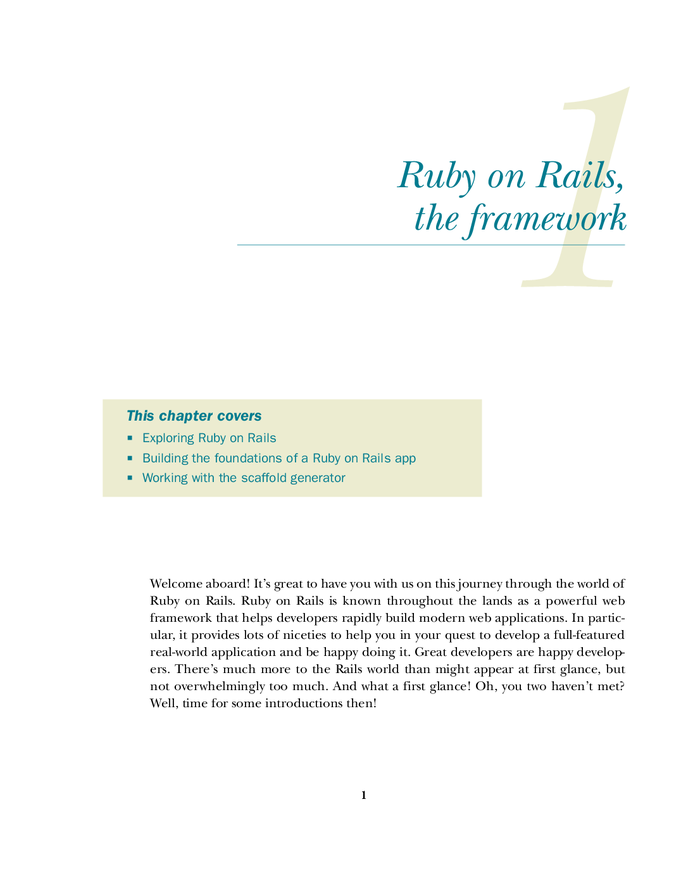 1
Ruby on Rails,
the framework
This chapter covers
▪ Exploring Ruby on Rails
▪ Building the foundations of a Ruby on Rails app
▪ Working with the scaffold generator
Welcome aboard! It’s great to have you with us on this journey through the world of
Ruby on Rails. Ruby on Rails is known throughout the lands as a powerful web
framework that helps developers rapidly build modern web applications. In partic-
ular, it provides lots of niceties to help you in your quest to develop a full-featured
real-world application and be happy doing it. Great developers are happy develop-
ers. There’s much more to the Rails world than might appear at first glance, but
not overwhelmingly too much. And what a first glance! Oh, you two haven’t met?
Well, time for some introductions then!
1